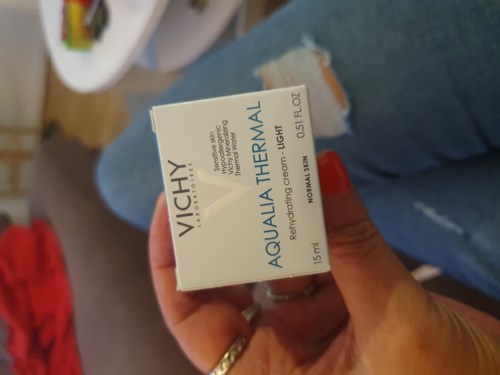 VICHY
LABORATOIRES
Sensitive skin
Hypoallergenic
Vichy Mineralizing
Thermal Water
AQUALIA THERMAL
Rehydrating cream - LIGHT
NORMAL SKIN
15 ml
0.51 FL.OZ